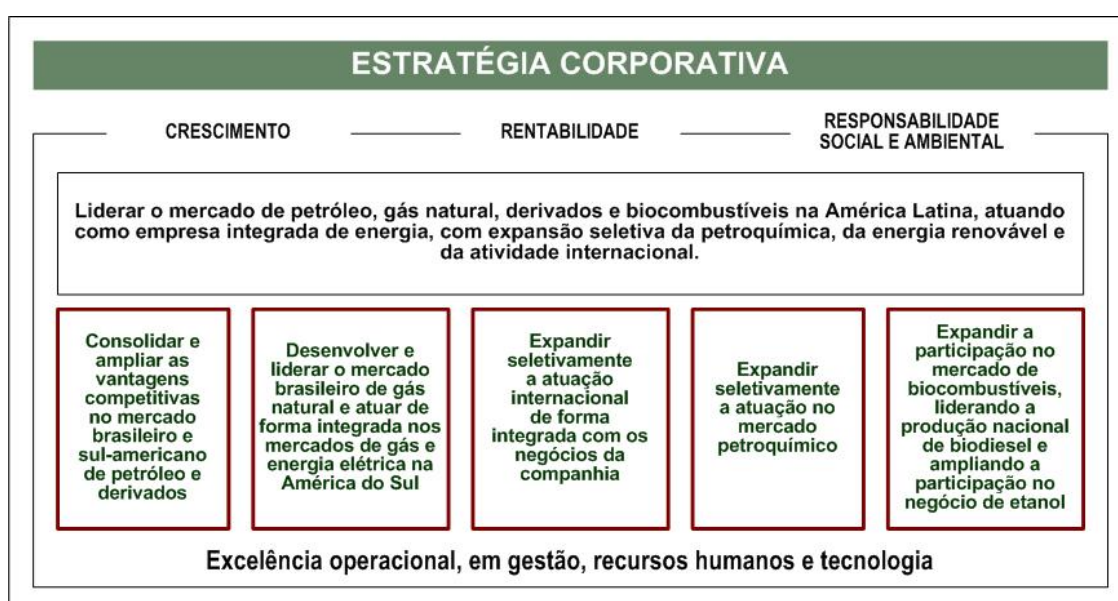 ESTRATÉGIA CORPORATIVA
CRESCIMENTO
RENTABILIDADE
RESPONSABILIDADE
SOCIAL E AMBIENTAL
Liderar o mercado de petróleo, gás natural, derivados e biocombustíveis na América Latina, atuando
como empresa integrada de energia, com expansão seletiva da petroquímica, da energia renovável e
da atividade internacional.
Consolidar e
ampliar as
vantagens
competitivas
no mercado
brasileiro e
sul-americano
de petróleo e
derivados
Desenvolver e
liderar o mercado
brasileiro de gás
natural e atuar de
forma integrada nos
mercados de gás e
energia elétrica na
América do Sul
Expandir
seletivamente
a atuação
internacional
de forma
integrada com os
negócios da
companhia
Expandir
seletivamente
a atuação no
mercado
petroquímico
Expandir a
participação no
mercado de
biocombustíveis,
liderando a
produção nacional
de biodiesel e
ampliando a
participação no
negócio de etanol
Excelência operacional, em gestão, recursos humanos e tecnologia